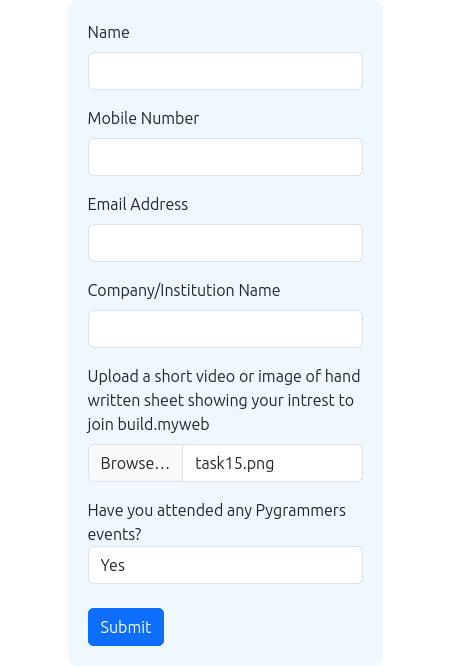 Name
Mobile Number
Email Address
Company/Institution Name
Upload a short video or image of hand
written sheet showing your intrest to
join build.myweb
Browse... task15.png
Have you attended any Pygrammers
events?
Yes
Submit